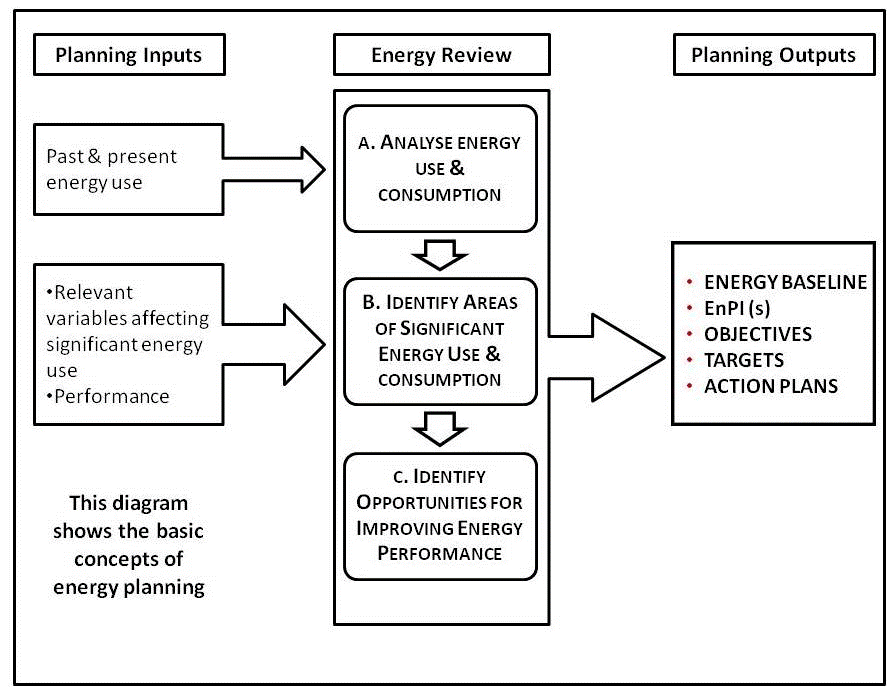 Planning Inputs
Energy Review
Planning Outputs
Past & present
energy use
•Relevant
variables affecting
significant energy
use
•Performance
This diagram
shows the basic
concepts of
energy planning
A. ANALYSE ENERGY
USE &
CONSUMPTION
B. IDENTIFY AREAS
OF SIGNIFICANT
ENERGY USE &
CONSUMPTION
C. IDENTIFY
OPPORTUNITIES FOR
IMPROVING ENERGY
PERFORMANCE
• ENERGY BASELINE
• EnPI (s)
• OBJECTIVES
• TARGETS
• ACTION PLANS